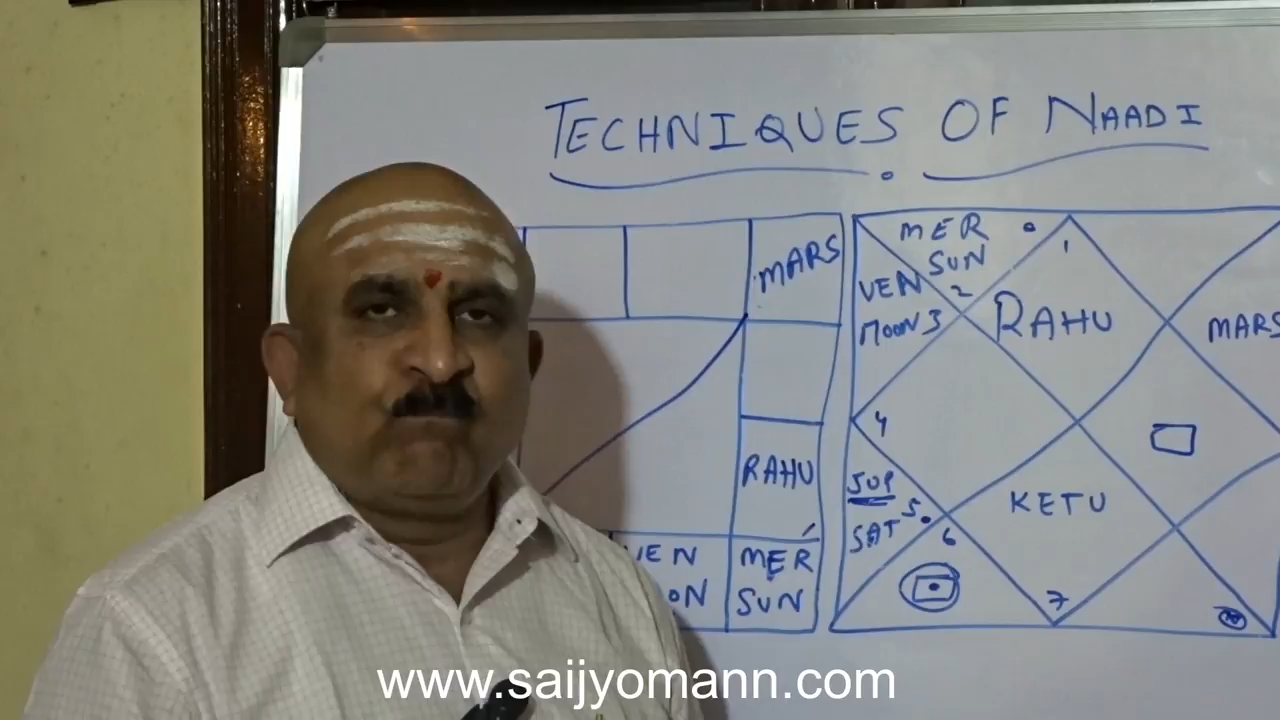 TECHNIQUES OF NAADI
MARS
RAHU
MER
SUN
MER
SUN
VEN
MOON 3
2
1
RAHU
MARS
4
JUP
SAT 5
6
KETU
7
www.saijyomann.com